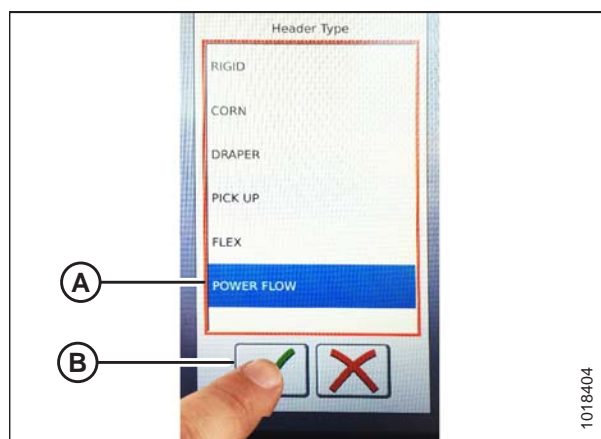 Header Type
RIGID
CORN
DRAPER
PICK UP
FLEX
POWER FLOW
A
B
1018404